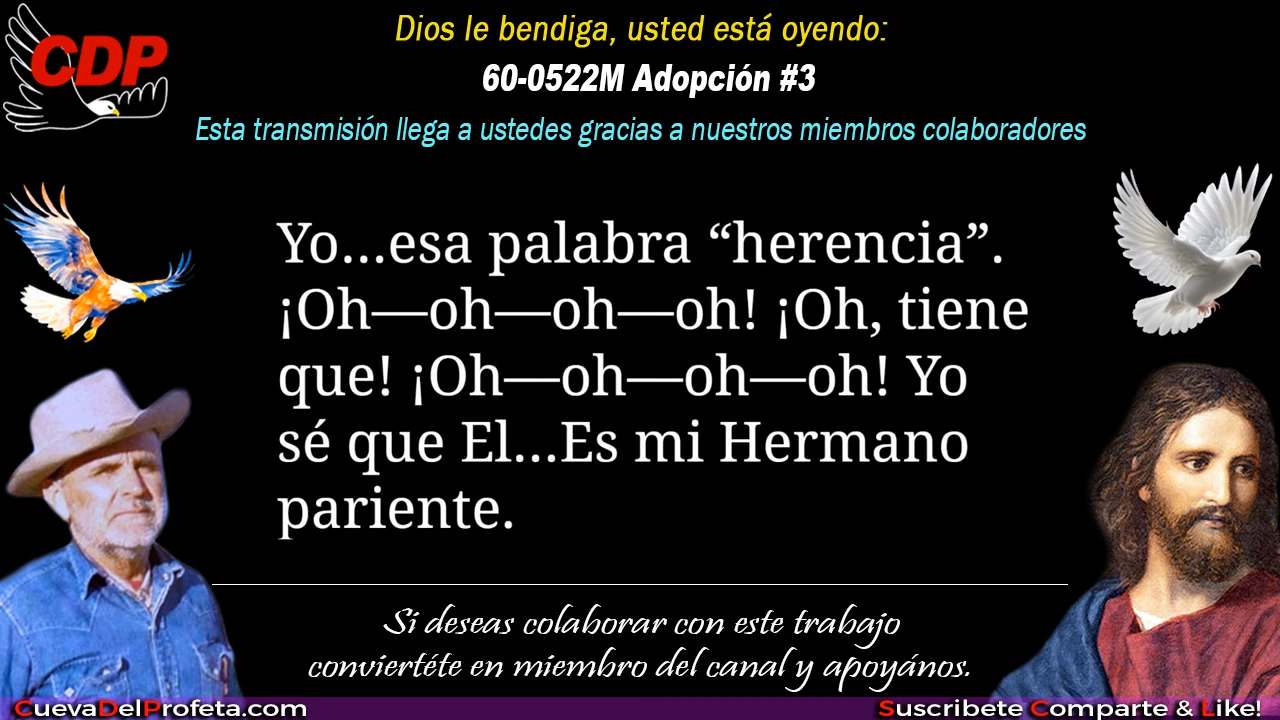 CDP
Dios le bendiga, usted está oyendo:
60-0522M Adopción #3
Esta transmisión llega a ustedes gracias a nuestros miembros colaboradores
Yo...esa palabra “herencia”.
¡Oh—oh—oh—oh! ¡Oh, tiene
que! ¡Oh—oh—oh—oh! Yo
sé que El...Es mi Hermano
pariente.
Si deseas colaborar con este trabajo
conviertéte en miembro del canal y apoyános.
CuevaDelProfeta.com
Suscribete Comparte & Like!